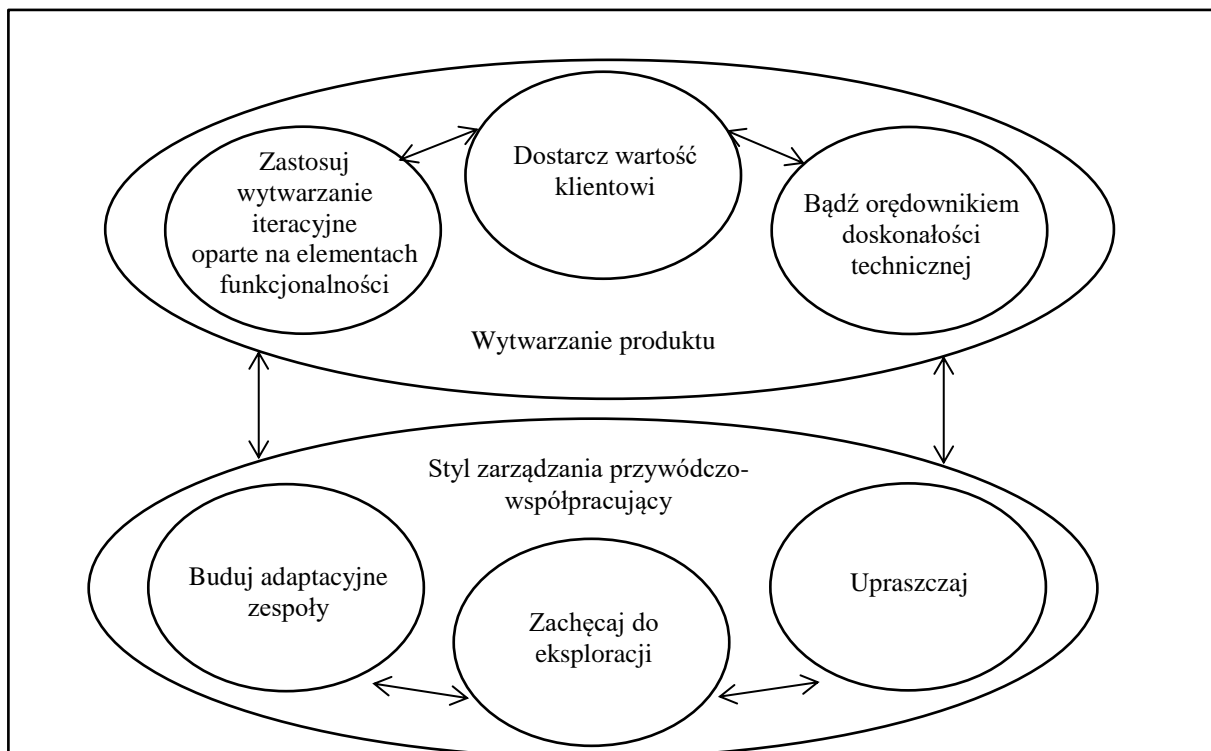 Zastosuj
wytwarzanie
iteracyjne
oparte na elementach
funkcjonalności
Dostarcz wartość
klientowi
Bądź orędownikiem
doskonałości
technicznej
Wytwarzanie produktu
Styl zarządzania przywódczo-
współpracujący
Buduj adaptacyjne
zespoły
Zachęcaj do
eksploracji
Upraszczaj